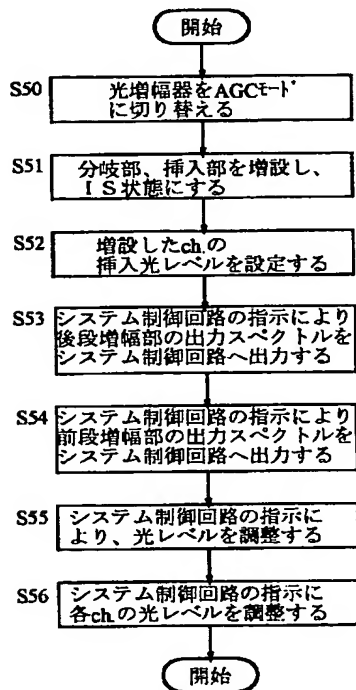 開始
S50
光増幅器をAGCモード
に切り替える
S51
分岐部、挿入部を増設し、
IS状態にする
S52
増設したch.の
挿入光レベルを設定する
S53
システム制御回路の指示により
後段増幅部の出力スペクトルを
システム制御回路へ出力する
S54
システム制御回路の指示により
前段増幅部の出力スペクトルを
システム制御回路へ出力する
S55
システム制御回路の指示に
より、光レベルを調整する
S56
システム制御回路の指示に
各ch.の光レベルを調整する
開始